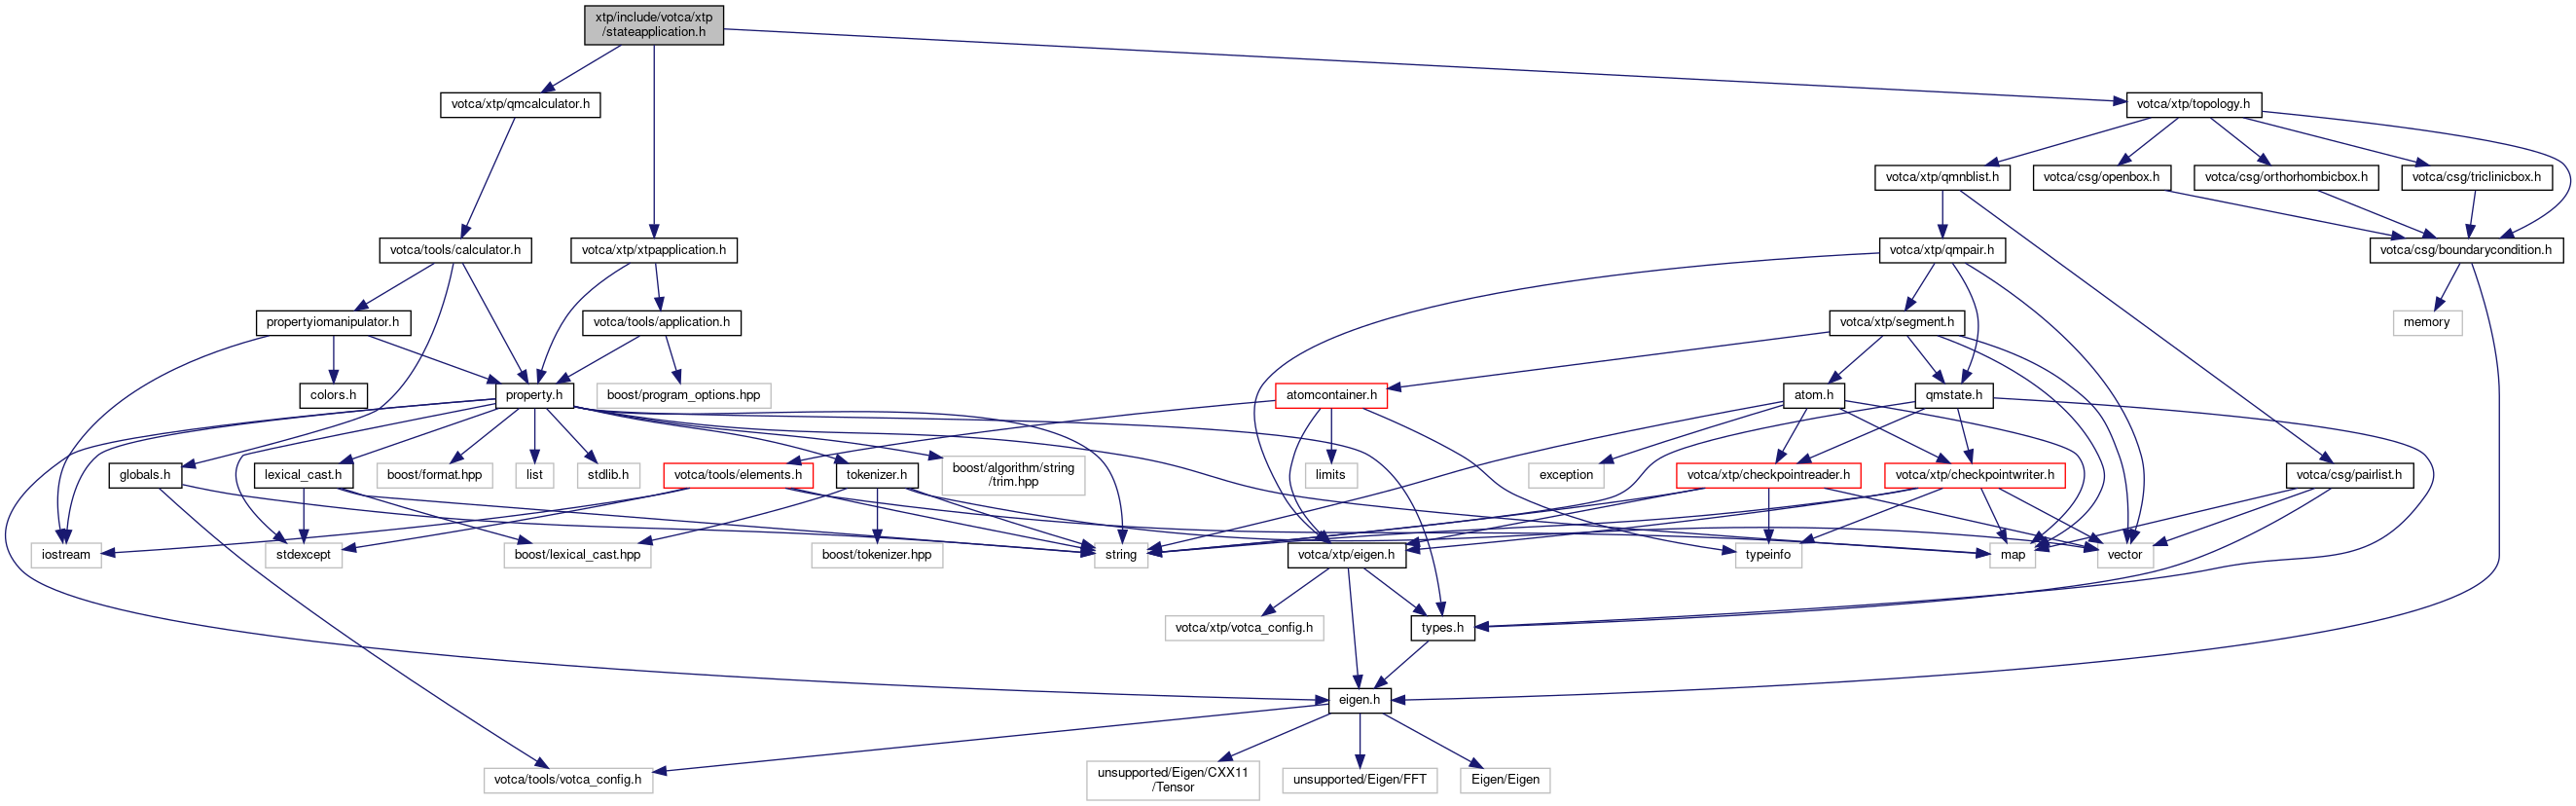 xtp/include/votca/xtp
/stateapplication.h
votca/xtp/qmcalculator.h
votca/xtp/topology.h
votca/xtp/qmnblist.h
votca/csg/openbox.h
votca/csg/orthorhombicbox.h
votca/csg/triclinicbox.h
votca/tools/calculator.h
votca/xtp/xtpapplication.h
votca/xtp/qmpair.h
votca/csg/boundarycondition.h
propertyiomanipulator.h
votca/tools/application.h
votca/xtp/segment.h
memory
colors.h
property.h
boost/program_options.hpp
atomcontainer.h
atom.h
qmstate.h
globals.h
lexical_cast.h
boost/format.hpp
list
stdlib.h
votca/tools/elements.h
tokenizer.h
boost/algorithm/string
/trim.hpp
limits
exception
votca/xtp/checkpointreader.h
votca/xtp/checkpointwriter.h
votca/csg/pairlist.h
iostream
stdexcept
boost/lexical_cast.hpp
boost/tokenizer.hpp
string
votca/xtp/eigen.h
typeinfo
map
vector
votca/xtp/votca_config.h
types.h
eigen.h
votca/tools/votca_config.h
unsupported/Eigen/CXX11
/Tensor
unsupported/Eigen/FFT
Eigen/Eigen